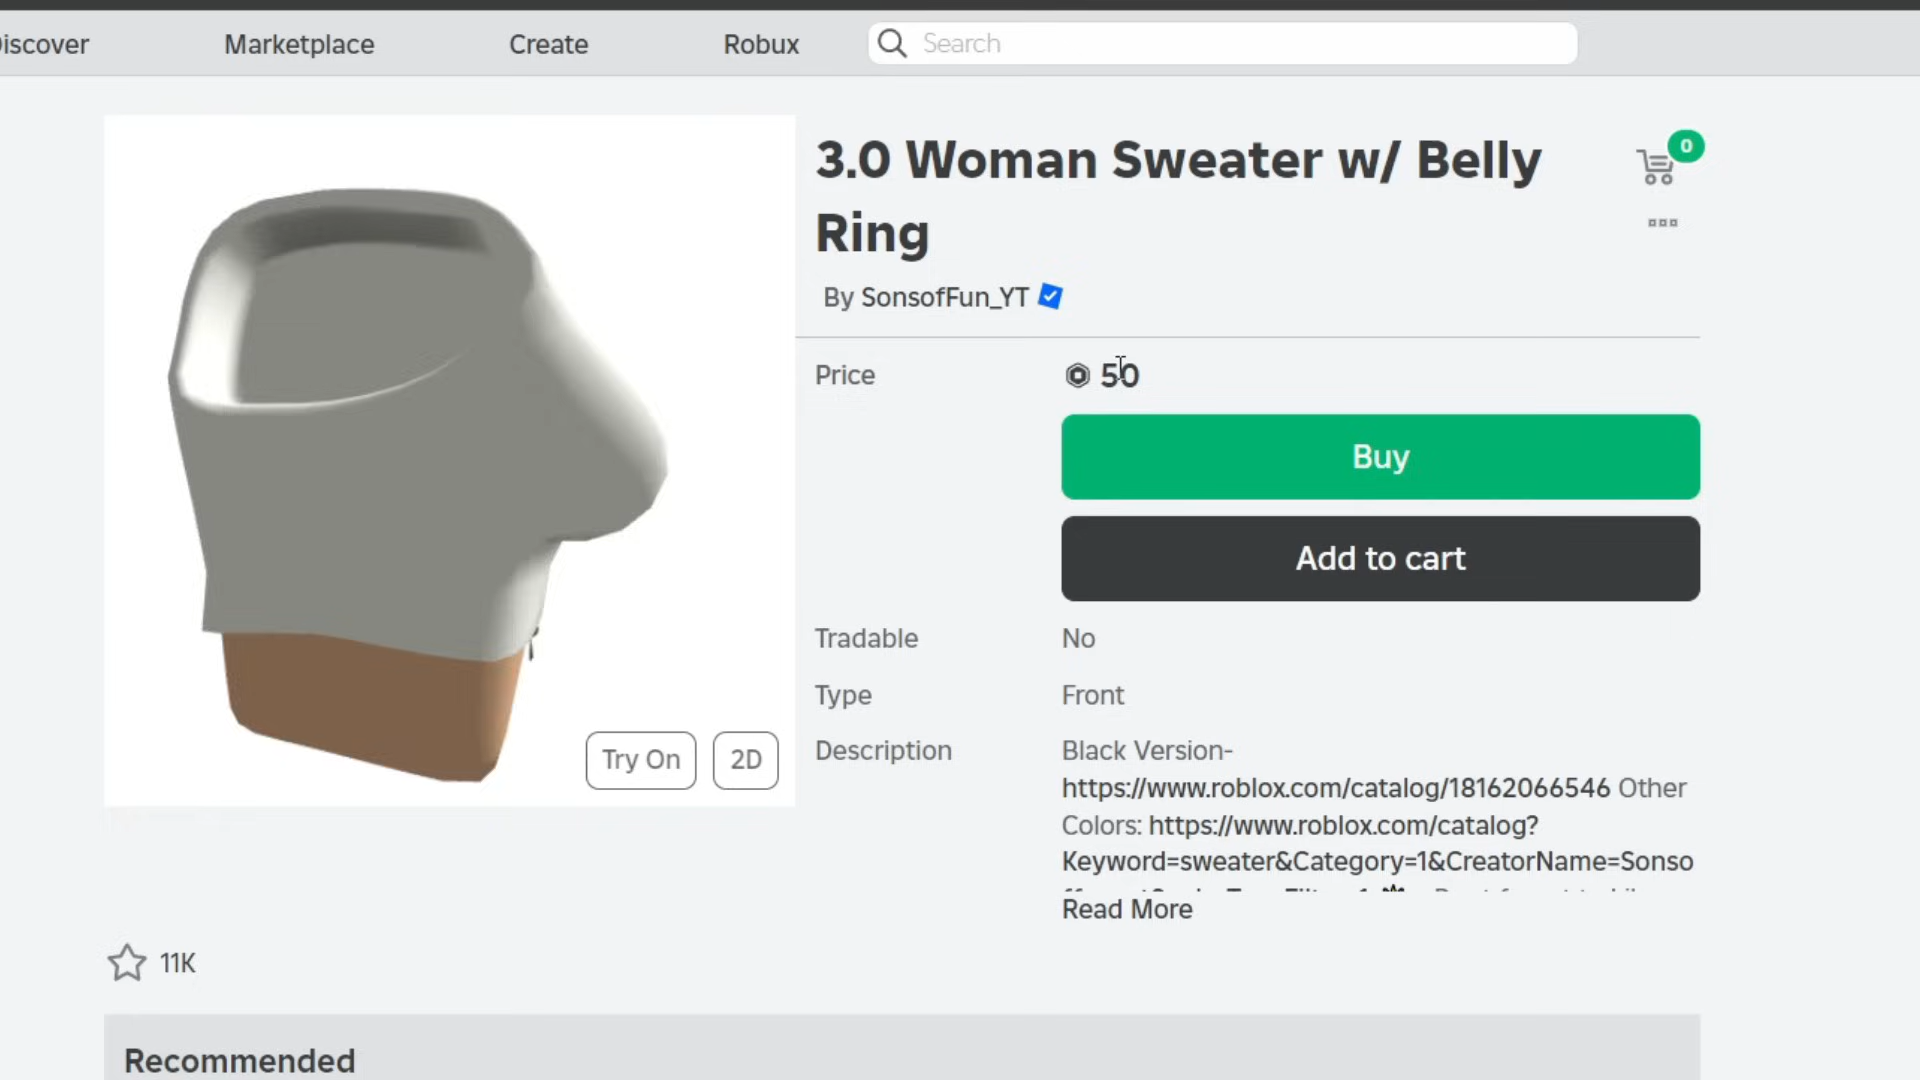 Discover Marketplace Create Robux Search
3.0 Woman Sweater w/ Belly
Ring
0
By SonsofFun_YT
Price 50
Buy
Add to cart
Tradable No
Type Front
Description Black Version-
https://www.roblox.com/catalog/18162066546 Other
Colors: https://www.roblox.com/catalog?
Keyword=sweater&Category=1&CreatorName=Sonso
Read More
Try On 2D
11K
Recommended